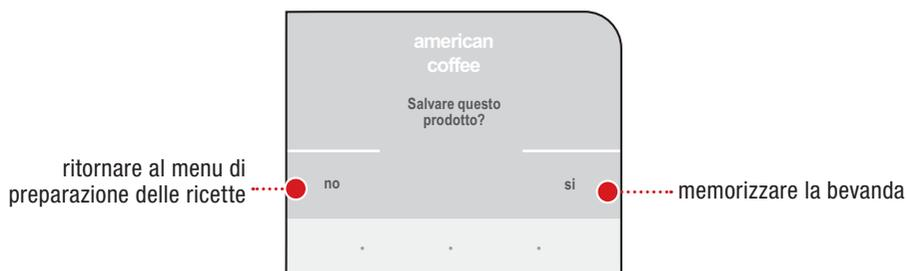 american
coffee
Salvare questo
prodotto?
ritornare al menu di
preparazione delle ricette
no
si
memorizzare la bevanda